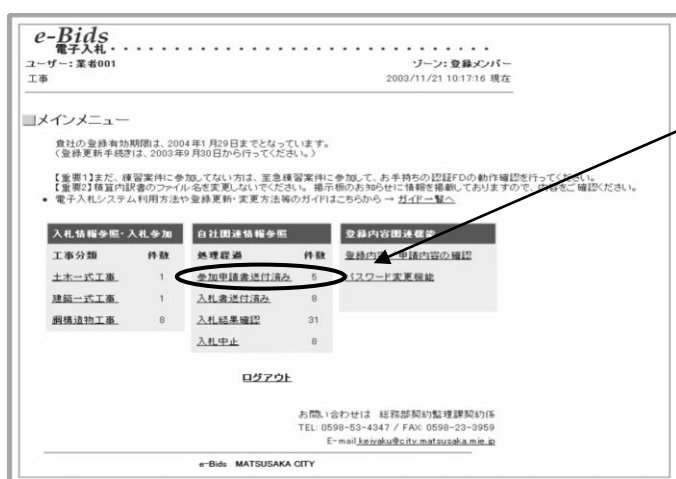 e-Bids
電子入札
ユーザー：業者001 ゾーン：登録メンバー
工事 2003/11/21 10:17:16 現在
メインメニュー
貴社の登録有効期限は、2004年1月29日までとなっています。
（登録更新手続きは、2003年9月30日から行ってください。）
【重要1】まだ、練習案件に参加してない方は、至急練習案件に参加して、お手持ちの認証FDの動作確認を行ってください。
【重要2】積算内訳書のファイル名を変更しないでください。掲示板のお知らせに情報を掲載しておりますので、内容をご確認ください。
• 電子入札システム利用方法や登録更新・変更方法等のガイドはこちらから → ガイド一覧へ
入札情報参照・入札参加 自社関連情報参照 登録内容関連機能
工事分類 件数 処理経過 件数 登録内容・申請内容の確認
土木一式工事 1 参加申請書送付済み 5 パスワード変更機能
建築一式工事 1 入札書送付済み 8
鋼構造物工事 8 入札結果確認 31
入札中止 8
ログアウト
お問い合わせは 総務部契約監理課契約係
TEL: 0598-53-4347 / FAX: 0598-23-3959
E-mail keiyaku@city.matsusaka.mie.jp
e-Bids MATSUSAKA CITY